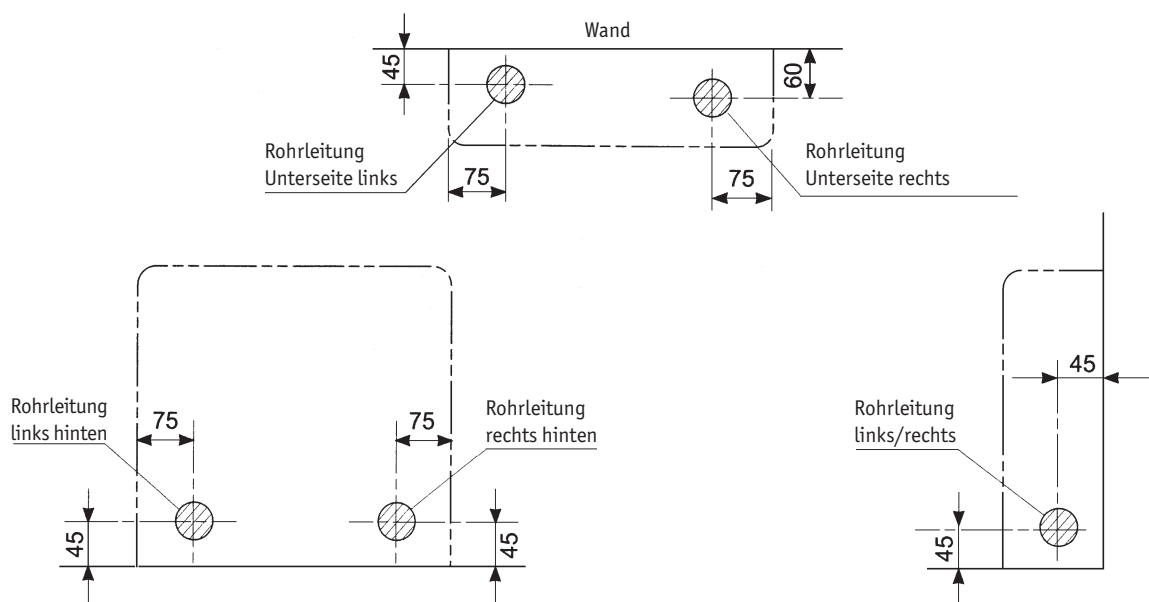 Wand
45
60
Rohrleitung
Unterseite links
75
75
Rohrleitung
Unterseite rechts
Rohrleitung
links hinten
75
75
Rohrleitung
rechts hinten
45
45
Rohrleitung
links/rechts
45
45